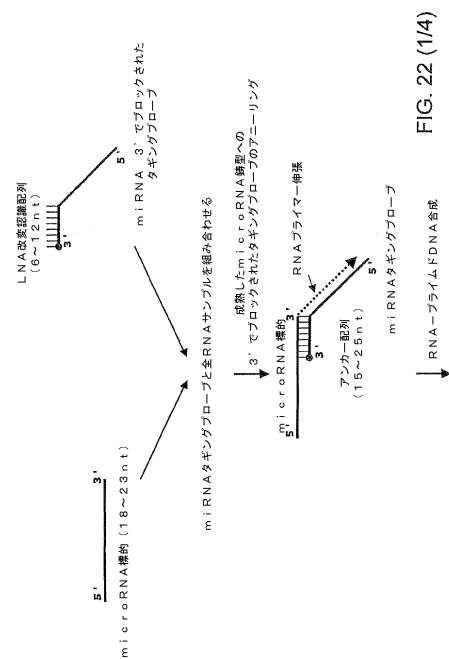 LNA改変認識配列
(6~12nt)
3'
5'
miRNA 3'でブロックされた
タギングプローブ
5'
3'
microRNA標的(18~23nt)
miRNAタギングプローブと全RNAサンプルを組み合わせる
成熟したmicroRNA鋳型への
3'でブロックされたタギングプローブのアニーリング
microRNA標的
5'
3'
RNAプライマー伸張
3'
アンカー配列
(15~25nt)
5'
miRNAタギングプローブ
RNA-プライムドDNA合成
FIG. 22 (1/4)